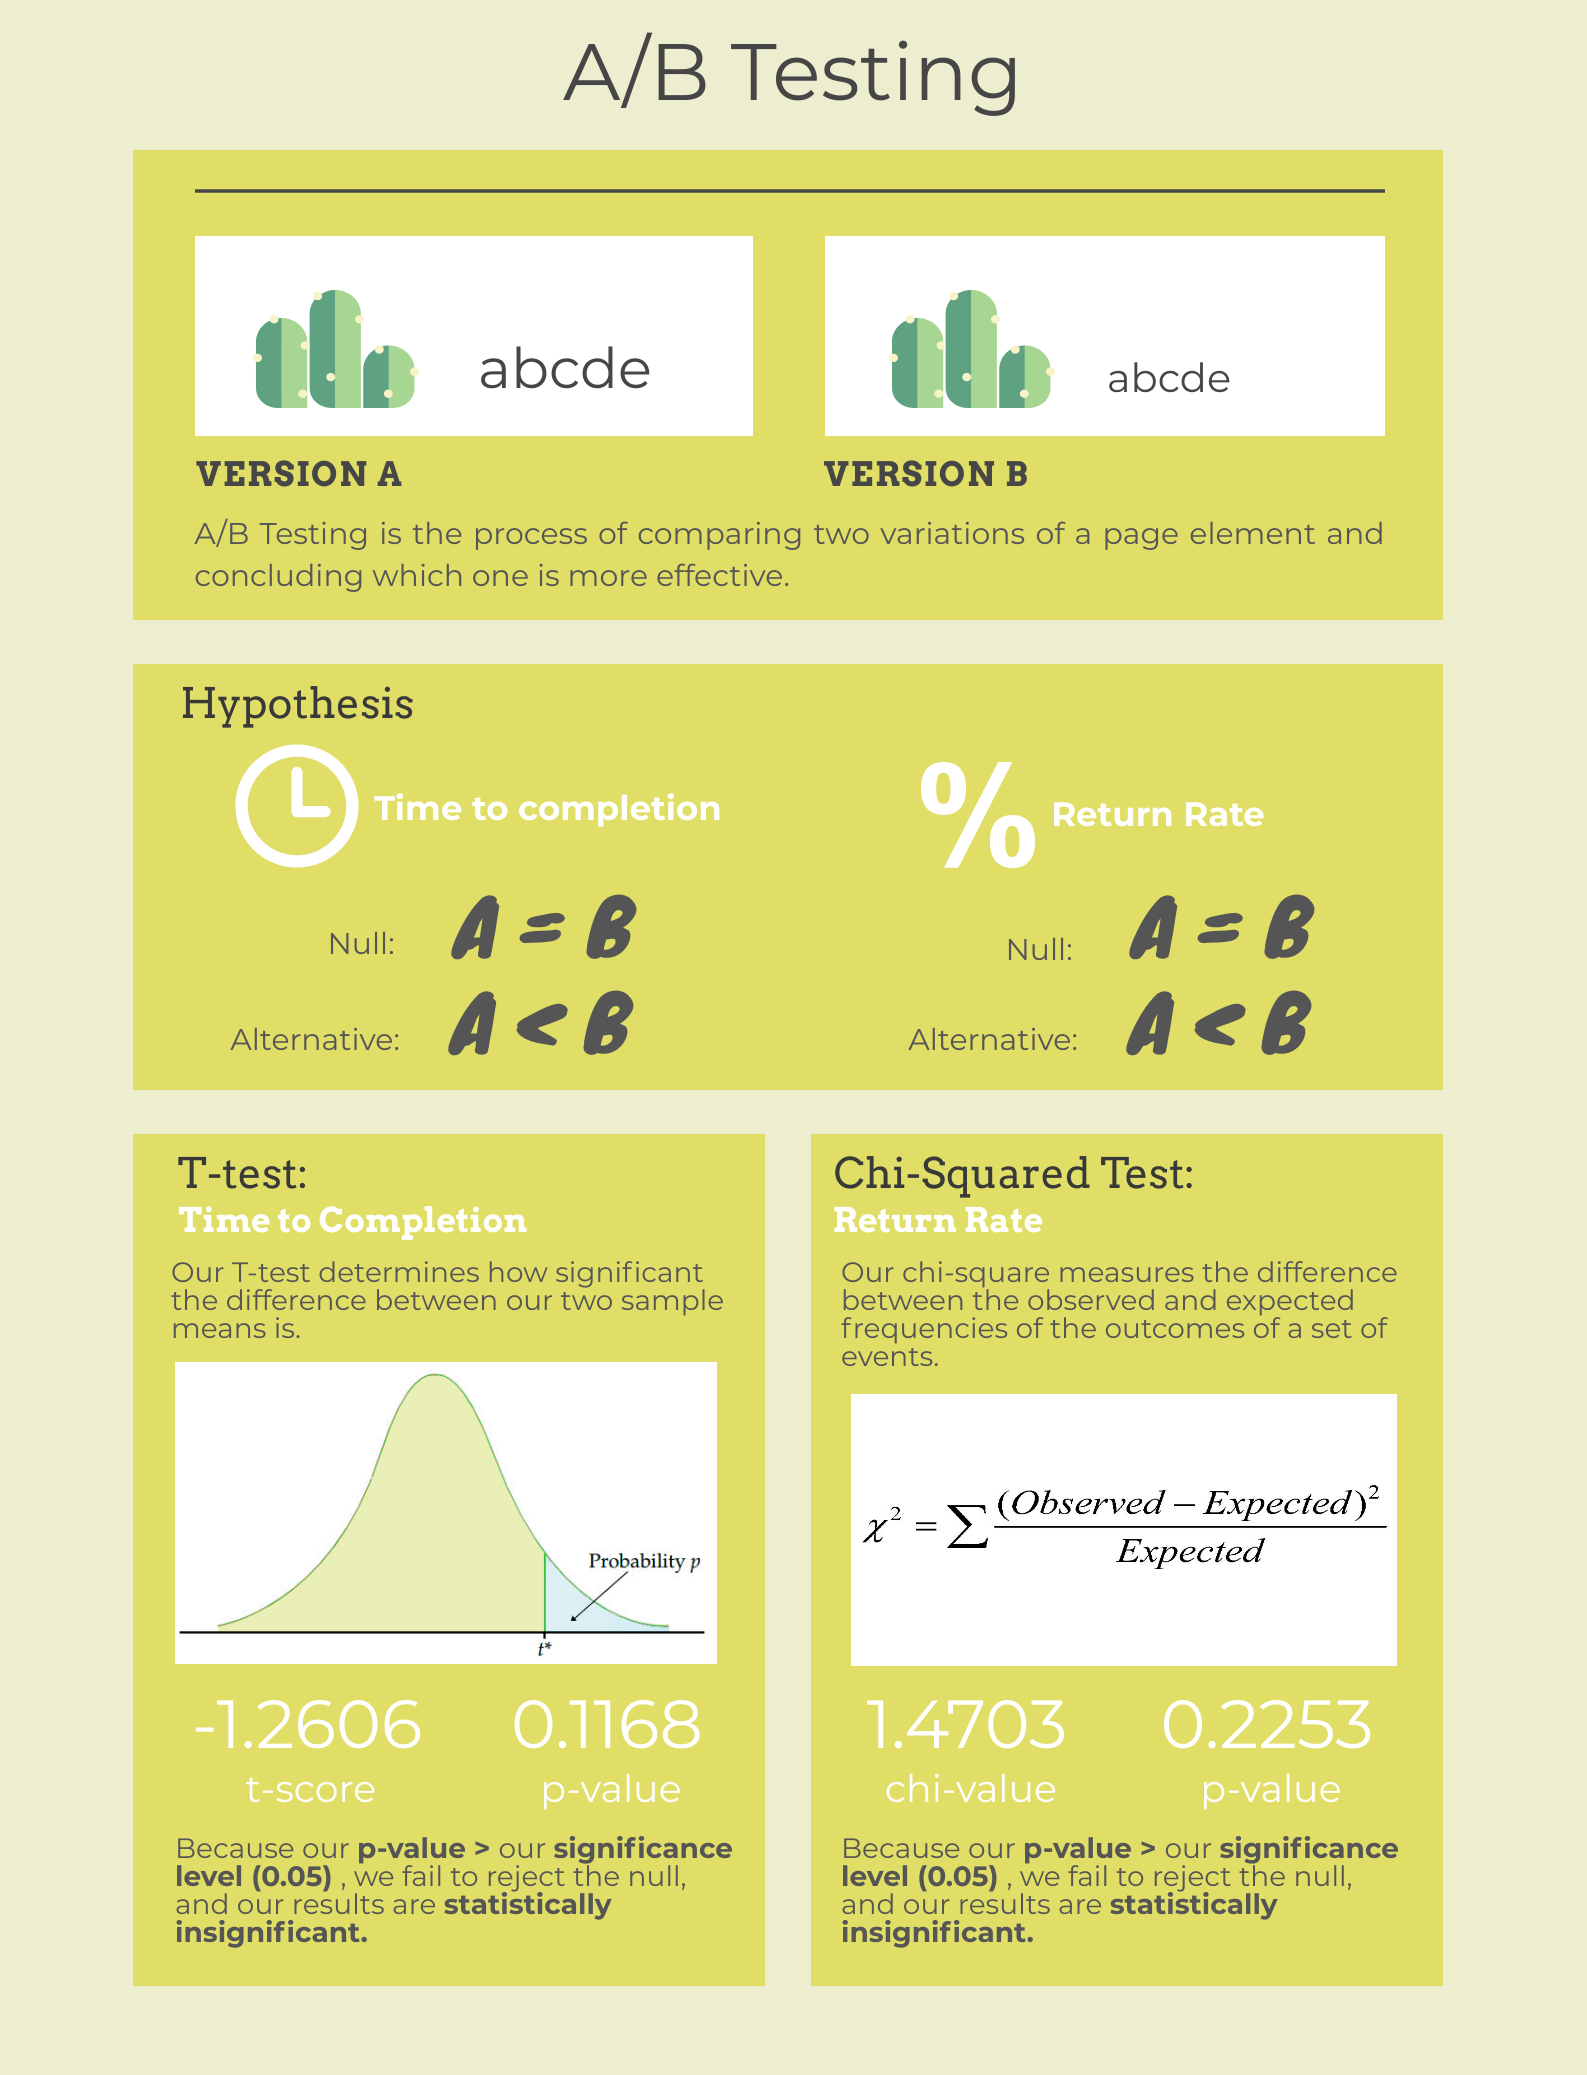 A/B Testing
abcde
abcde
VERSION A
VERSION B
A/B Testing is the process of comparing two variations of a page element and
concluding which one is more effective.
Hypothesis
Time to completion
% Return Rate
Null: A = B
Null: A = B
Alternative: A < B
Alternative: A < B
T-test:
Time to Completion
Our T-test determines how significant
the difference between our two sample
means is.
Probability p
t*
-1.2606 0.1168
t-score p-value
Because our p-value > our significance
level (0.05) , we fail to reject the null,
and our results are statistically
insignificant.
Chi-Squared Test:
Return Rate
Our chi-square measures the difference
between the observed and expected
frequencies of the outcomes of a set of
events.
χ² = ∑ (Observed – Expected)²
Expected
1.4703 0.2253
chi-value p-value
Because our p-value > our significance
level (0.05) , we fail to reject the null,
and our results are statistically
insignificant.